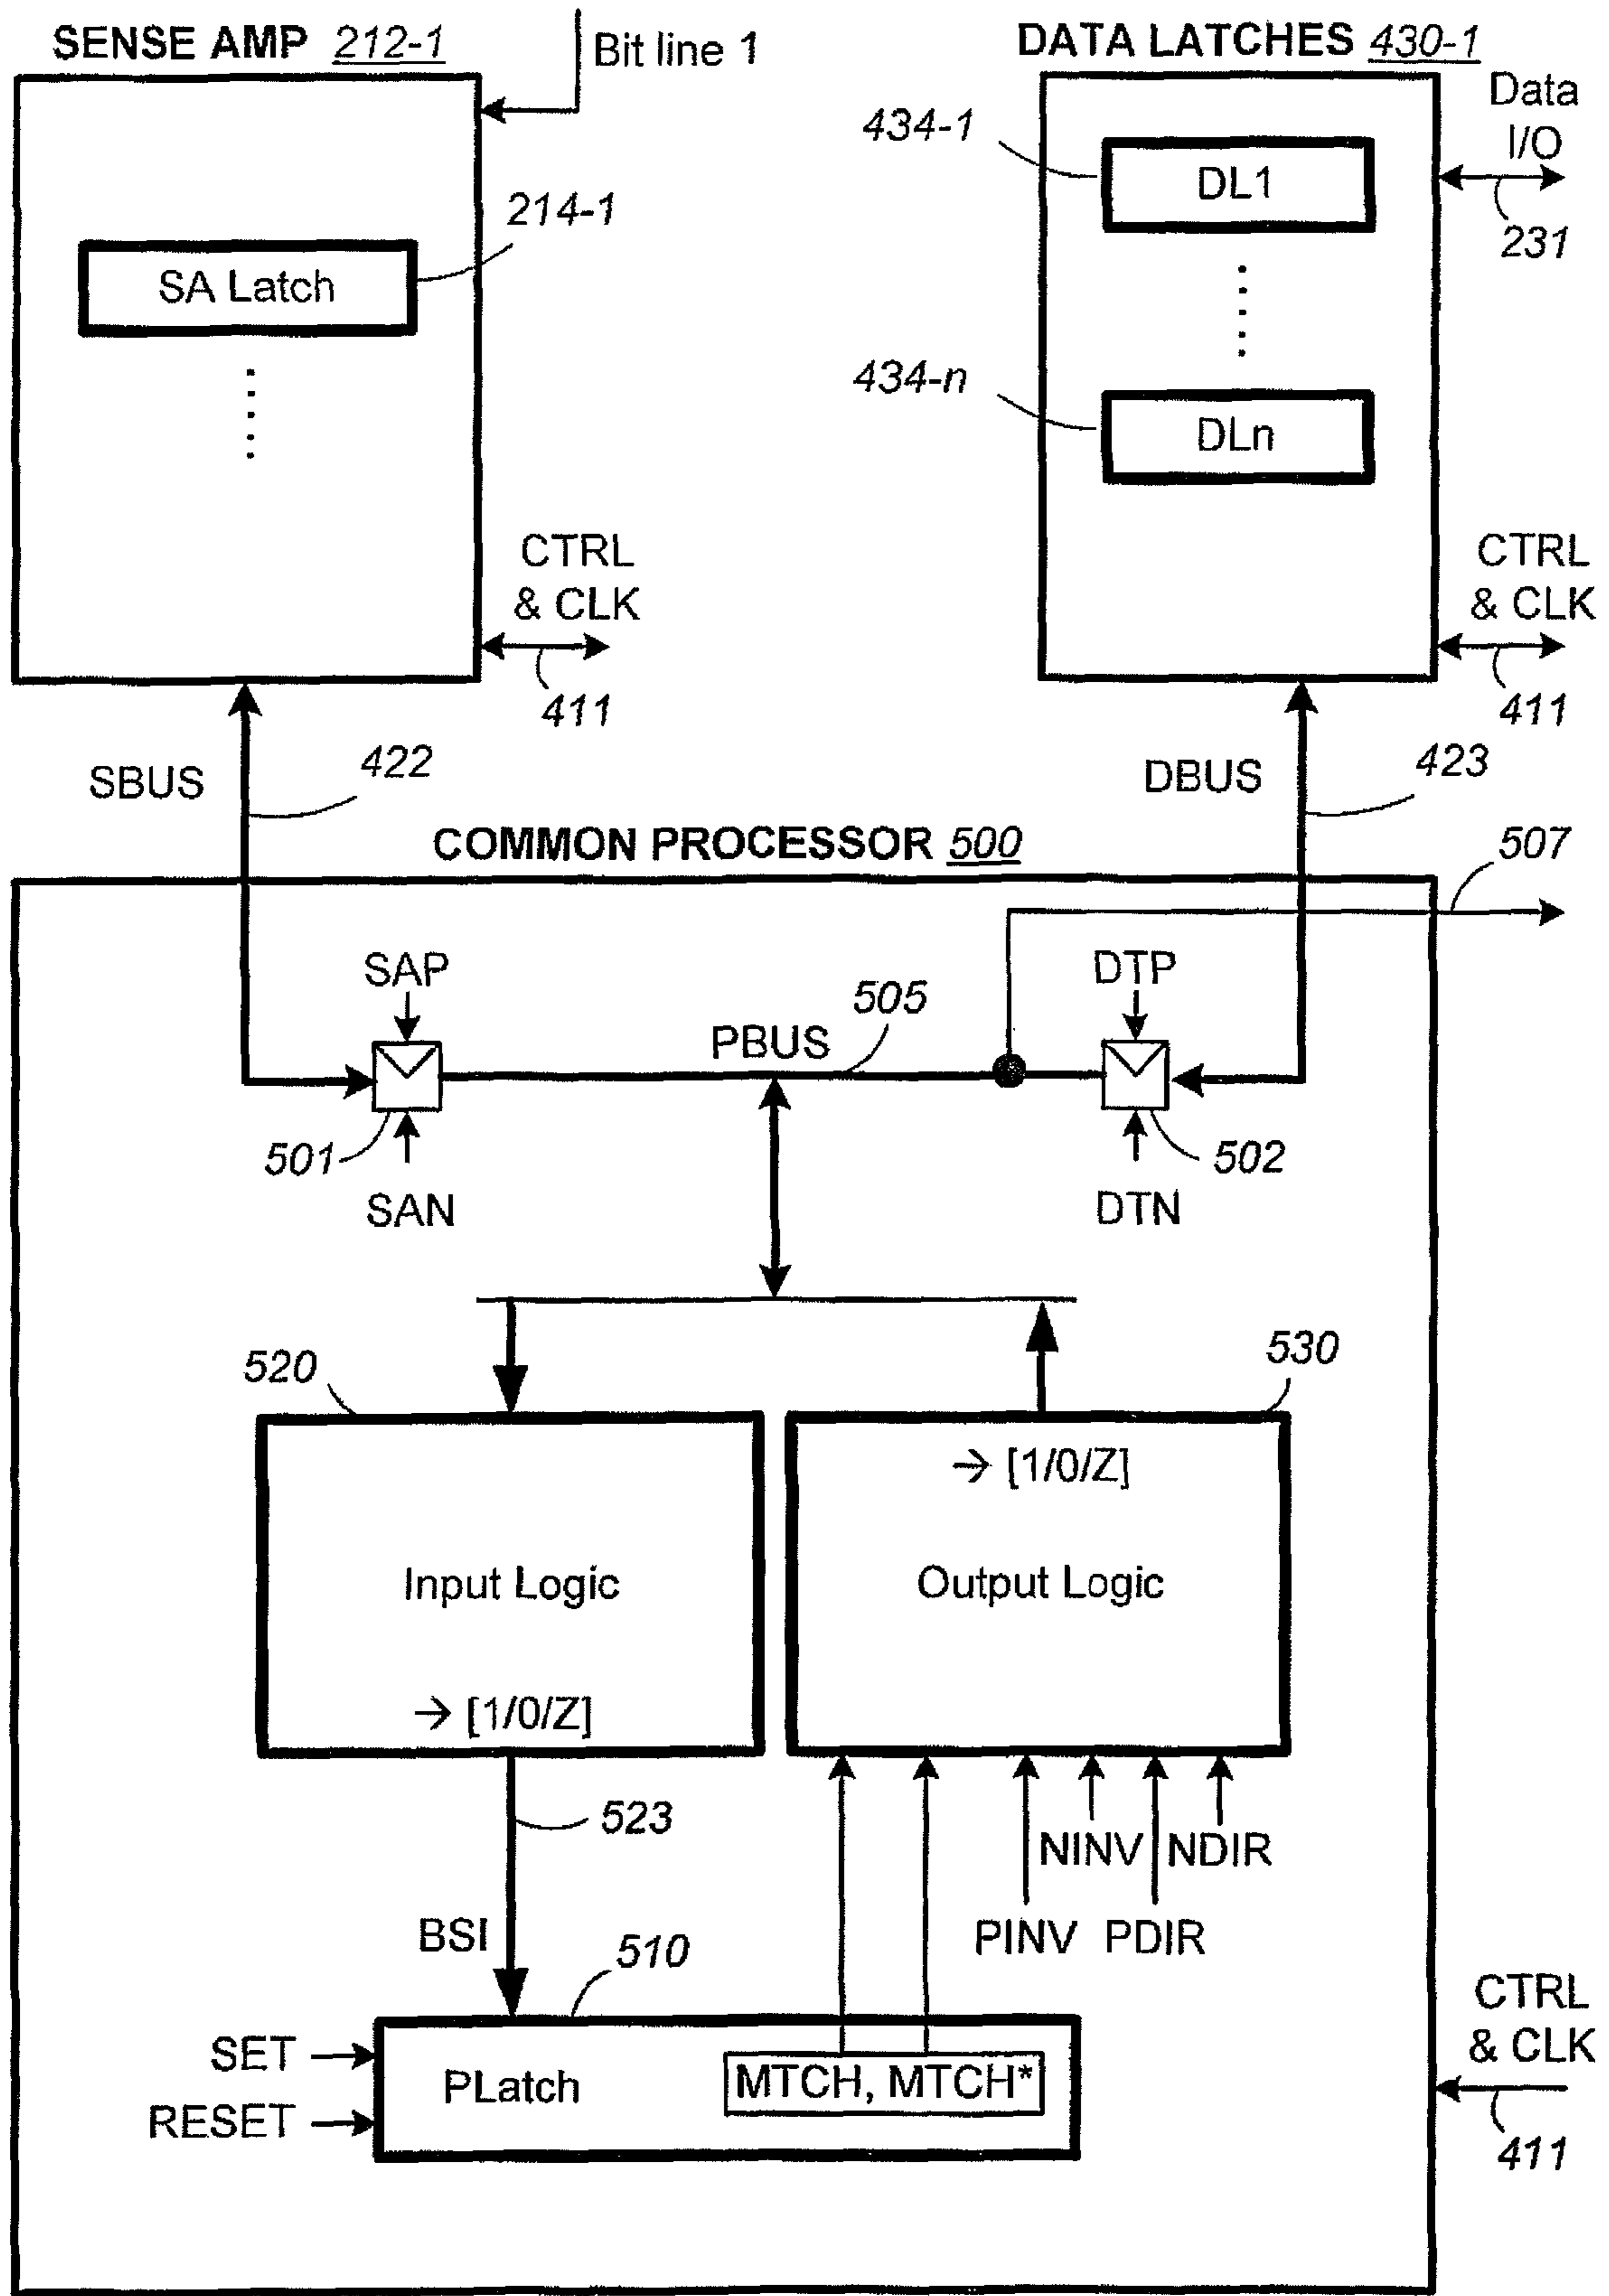 SENSE AMP 212-1
Bit line 1
DATA LATCHES 430-1
Data
I/O
231
434-1
DL1
214-1
SA Latch
434-n
DLn
CTRL
& CLK
411
CTRL
& CLK
411
SBUS
422
DBUS
423
COMMON PROCESSOR 500
507
SAP
505
DTP
PBUS
501
SAN
502
DTN
520
530
→ [1/0/Z]
Input Logic
Output Logic
→ [1/0/Z]
523
NINV
NDIR
BSI
PINV
PDIR
510
CTRL
& CLK
411
SET
PLatch
MTCH, MTCH*
RESET